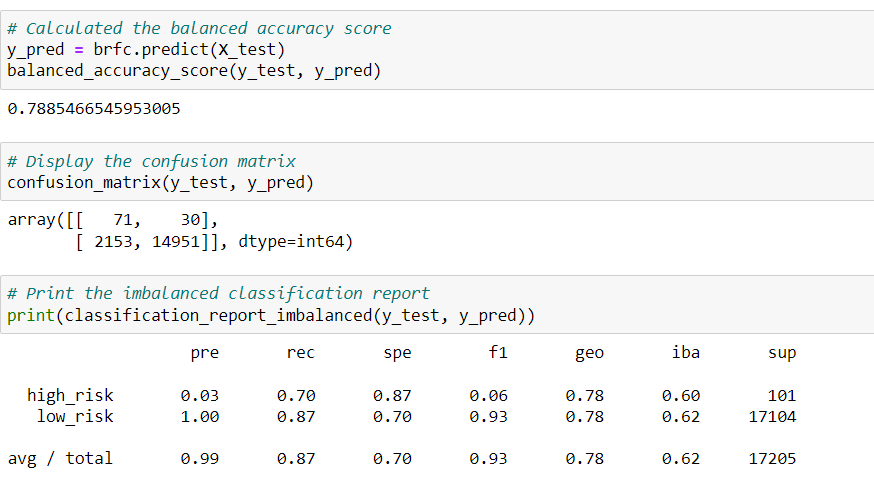 # Calculated the balanced accuracy score
y_pred = brfc.predict(X_test)
balanced_accuracy_score(y_test, y_pred)
0.7885466545953005
# Display the confusion matrix
confusion_matrix(y_test, y_pred)
array([[   71,    30],
       [ 2153, 14951]], dtype=int64)
# Print the imbalanced classification report
print(classification_report_imbalanced(y_test, y_pred))
                   pre       rec       spe        f1       geo       iba       sup
  high_risk       0.03      0.70      0.87      0.06      0.78      0.60       101
   low_risk       1.00      0.87      0.70      0.93      0.78      0.62     17104
avg / total       0.99      0.87      0.70      0.93      0.78      0.62     17205